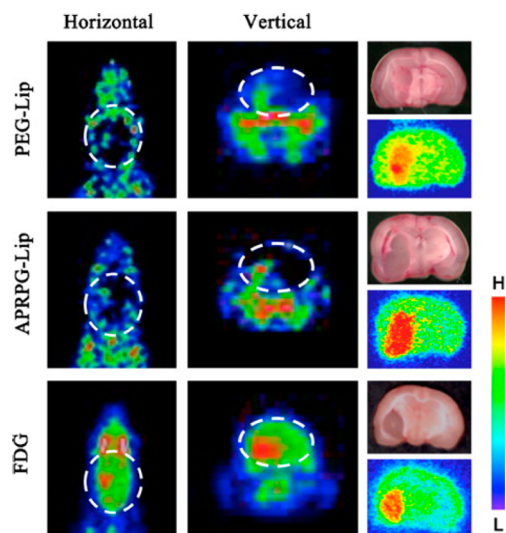 Horizontal
Vertical
PEG-Lip
APRPG-Lip
FDG
H
L